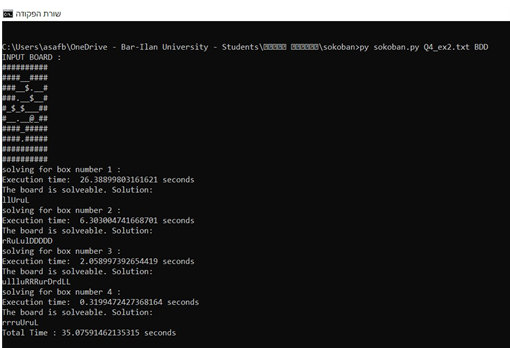 שורת הפקודה
C:\Users\asafb\OneDrive - Bar-Ilan University - Students\ \sokoban>py sokoban.py Q4_ex2.txt BDD
INPUT BOARD :
##########
####__####
###__$.__#
###.__$__#
#_$_$___##
#__.__@_##
####_#####
####.#####
##########
##########
solving for box number 1 :
Execution time:  26.38899803161621 seconds
The board is solveable. Solution:
llUruL
solving for box number 2 :
Execution time:  6.303004741668701 seconds
The board is solveable. Solution:
rRuLulDDDDD
solving for box number 3 :
Execution time:  2.058997392654419 seconds
The board is solveable. Solution:
ullluRRRurDrdLL
solving for box number 4 :
Execution time:  0.3199472427368164 seconds
The board is solveable. Solution:
rrruUruL
Total Time : 35.07591462135315 seconds